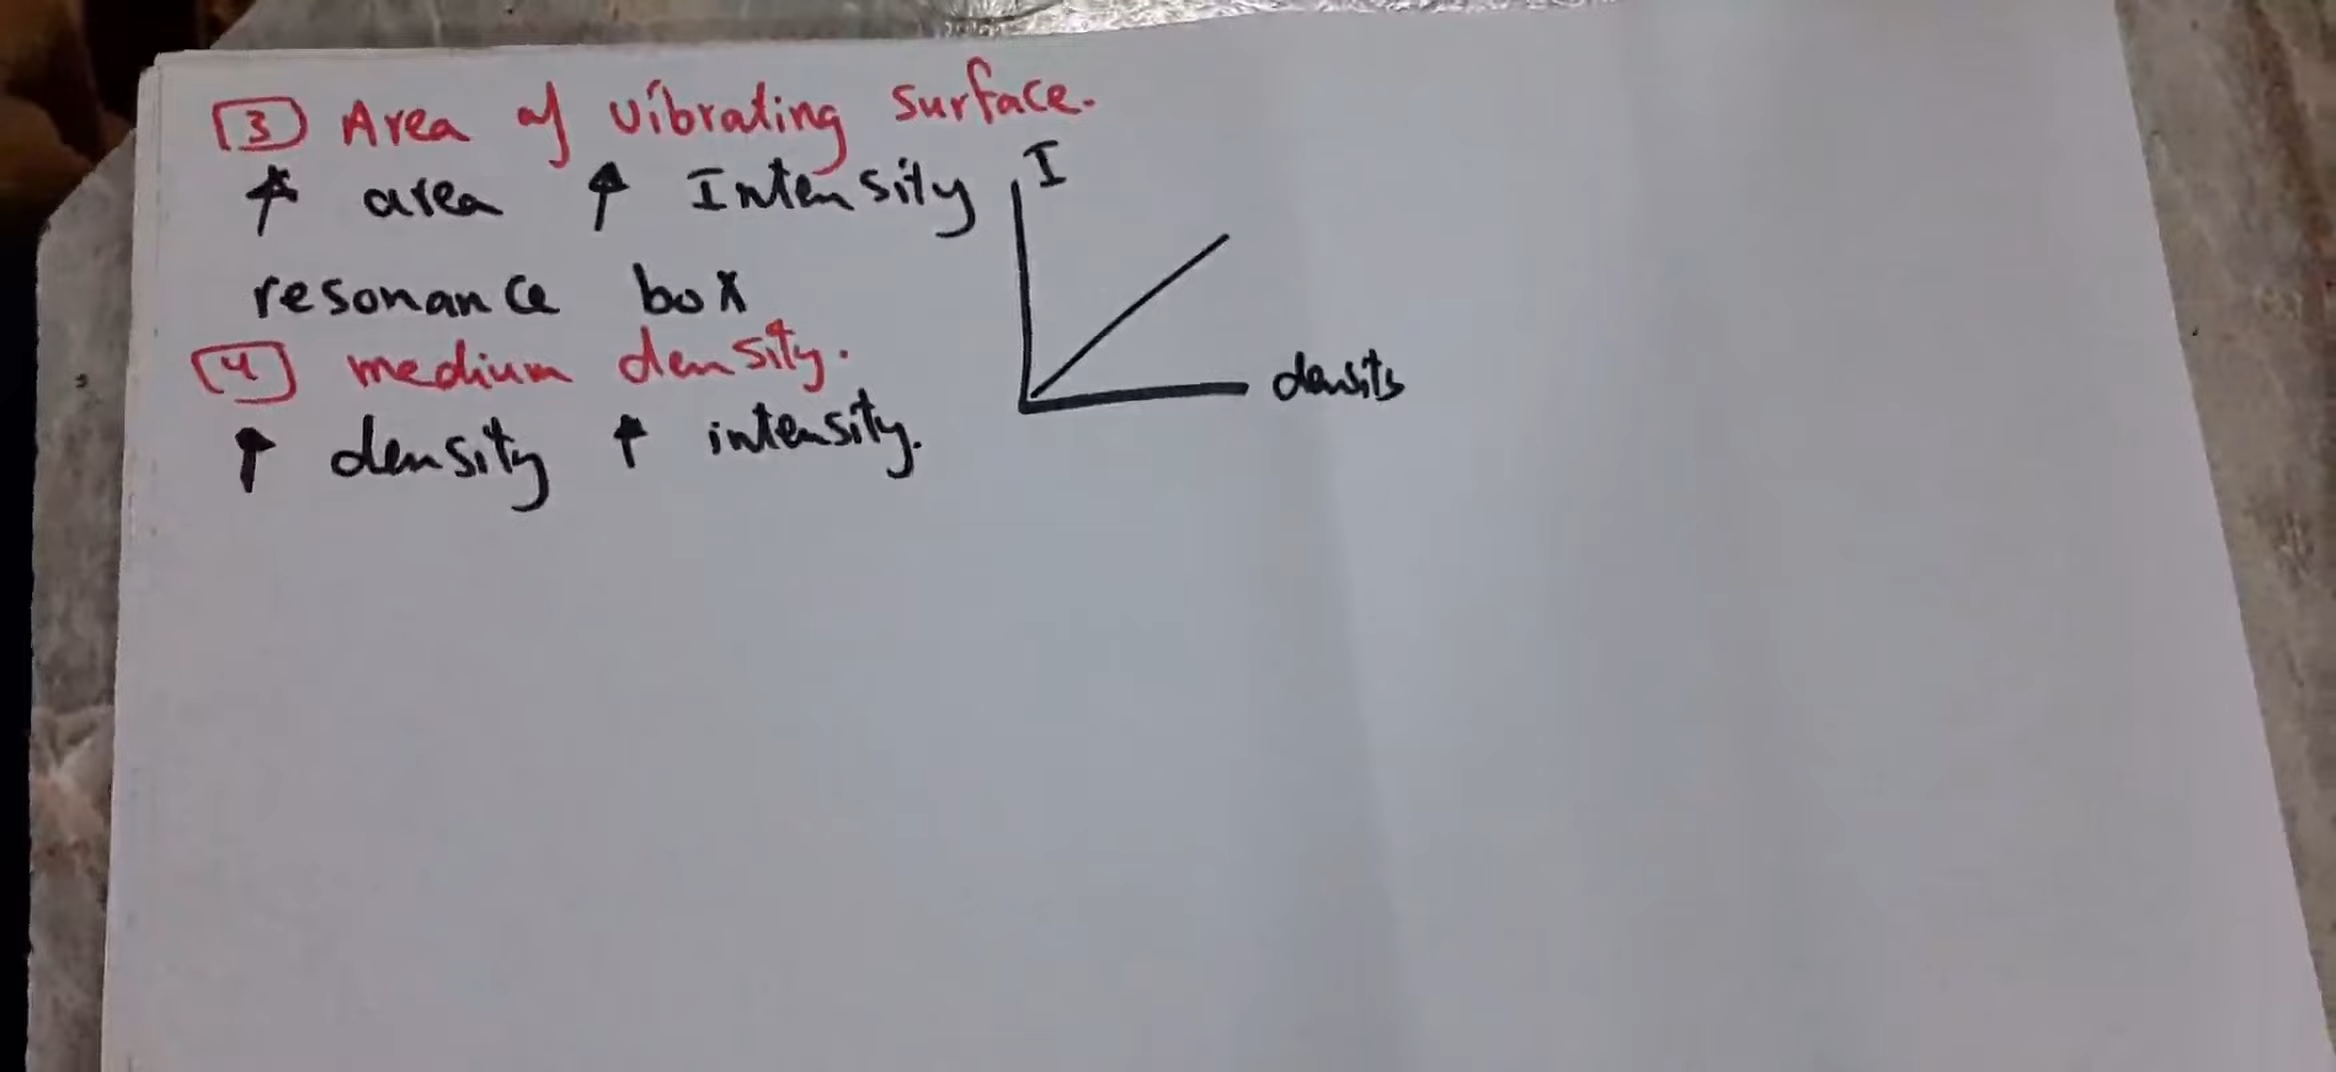 3 Area of vibrating surface.
↑ area ↑ Intensity
resonance box
4 medium density.
↑ density ↑ intensity.
I
density